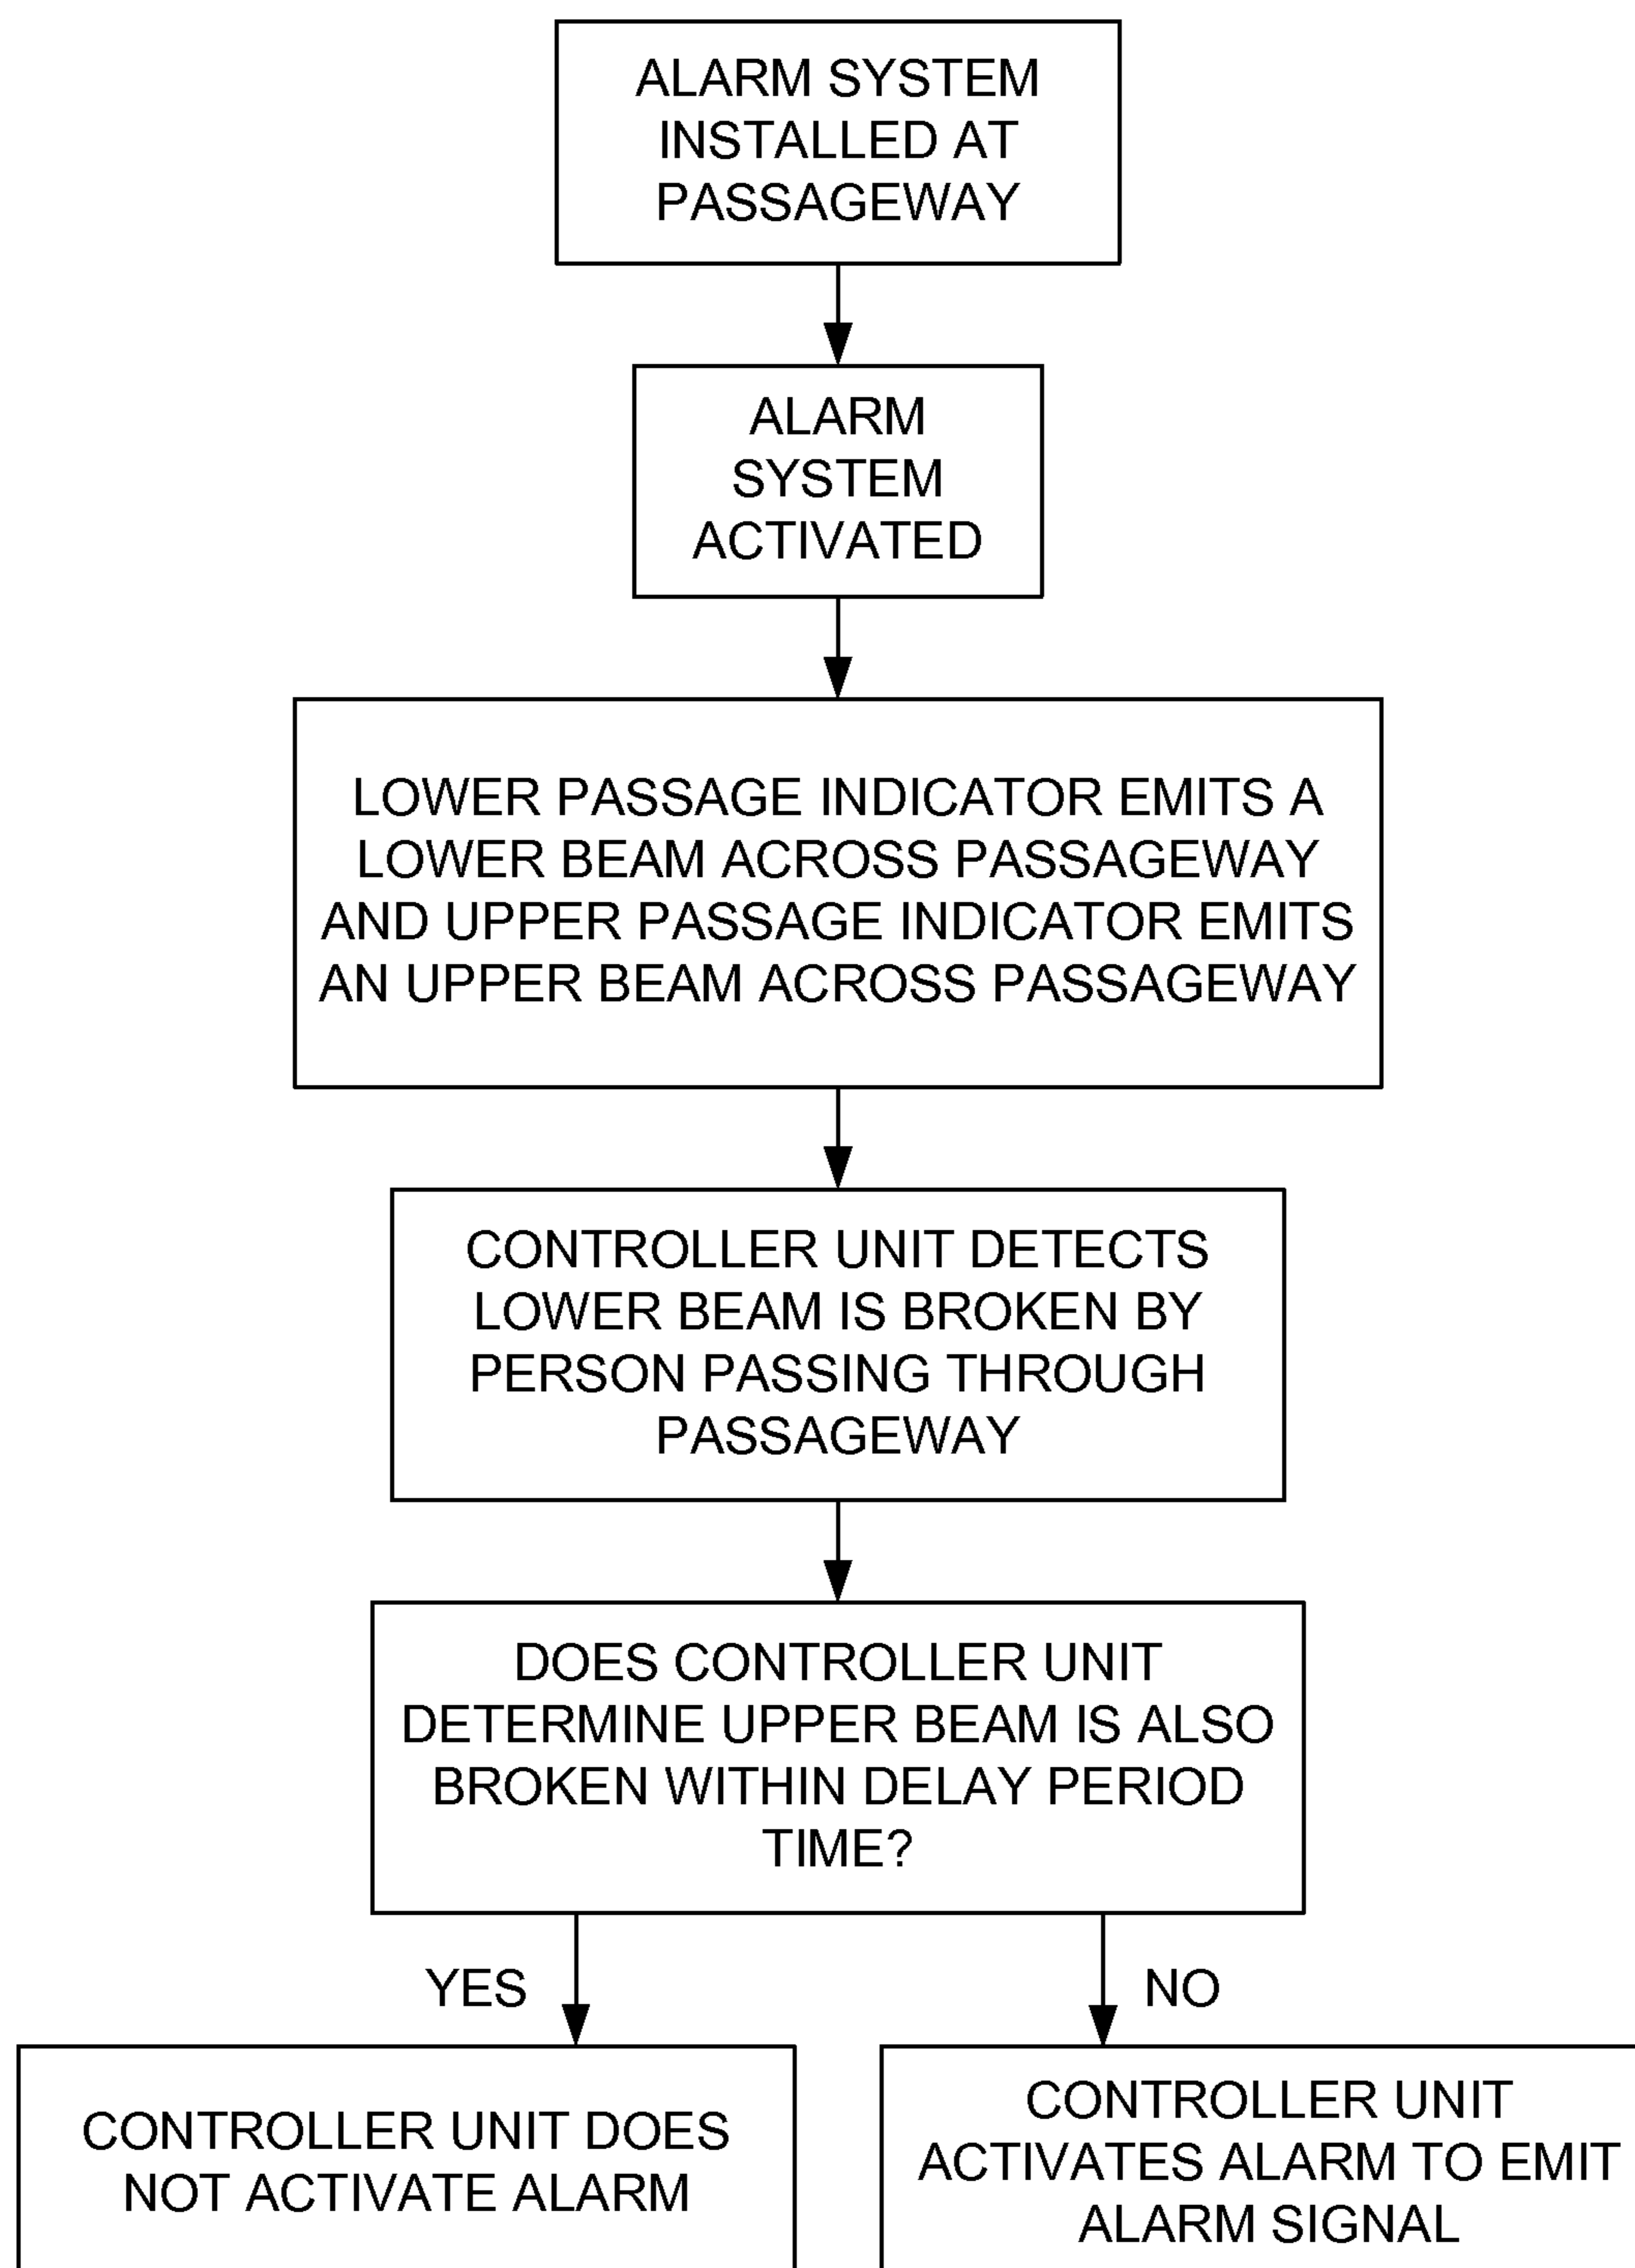 ALARM SYSTEM
INSTALLED AT
PASSAGEWAY
ALARM
SYSTEM
ACTIVATED
LOWER PASSAGE INDICATOR EMITS A
LOWER BEAM ACROSS PASSAGEWAY
AND UPPER PASSAGE INDICATOR EMITS
AN UPPER BEAM ACROSS PASSAGEWAY
CONTROLLER UNIT DETECTS
LOWER BEAM IS BROKEN BY
PERSON PASSING THROUGH
PASSAGEWAY
DOES CONTROLLER UNIT
DETERMINE UPPER BEAM IS ALSO
BROKEN WITHIN DELAY PERIOD
TIME?
YES
NO
CONTROLLER UNIT DOES
NOT ACTIVATE ALARM
CONTROLLER UNIT
ACTIVATES ALARM TO EMIT
ALARM SIGNAL